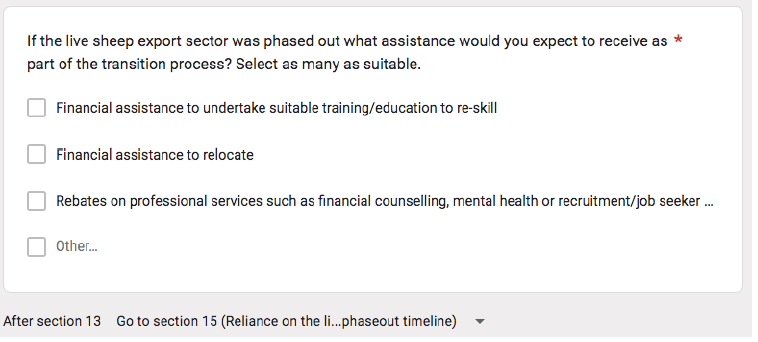 If the live sheep export sector was phased out what assistance would you expect to receive as *
part of the transition process? Select as many as suitable.
Financial assistance to undertake suitable training/education to re-skill
Financial assistance to relocate
Rebates on professional services such as financial counselling, mental health or recruitment/job seeker ...
Other...
After section 13 Go to section 15 (Reliance on the li...phaseout timeline)